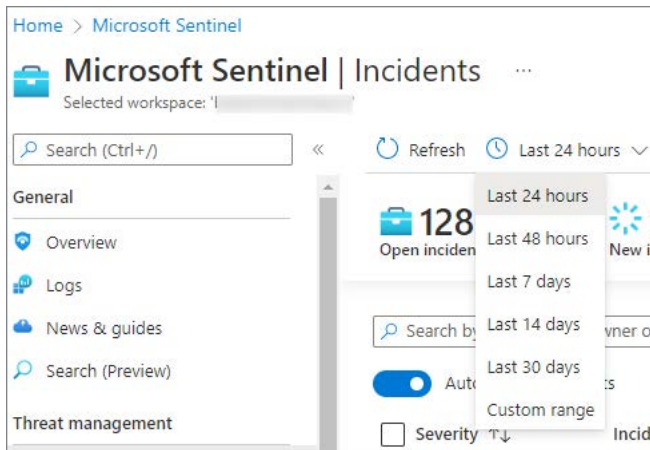 Home > Microsoft Sentinel
Microsoft Sentinel | Incidents ...
Selected workspace: '
Search (Ctrl+/)
«
Refresh
Last 24 hours
General
Overview
Logs
News & guides
Search (Preview)
Threat management
128
Open inciden
New i
Last 24 hours
Last 48 hours
Last 7 days
Last 14 days
Last 30 days
Custom range
Search by
wner o
Auto
ts
Severity ↑↓
Incid